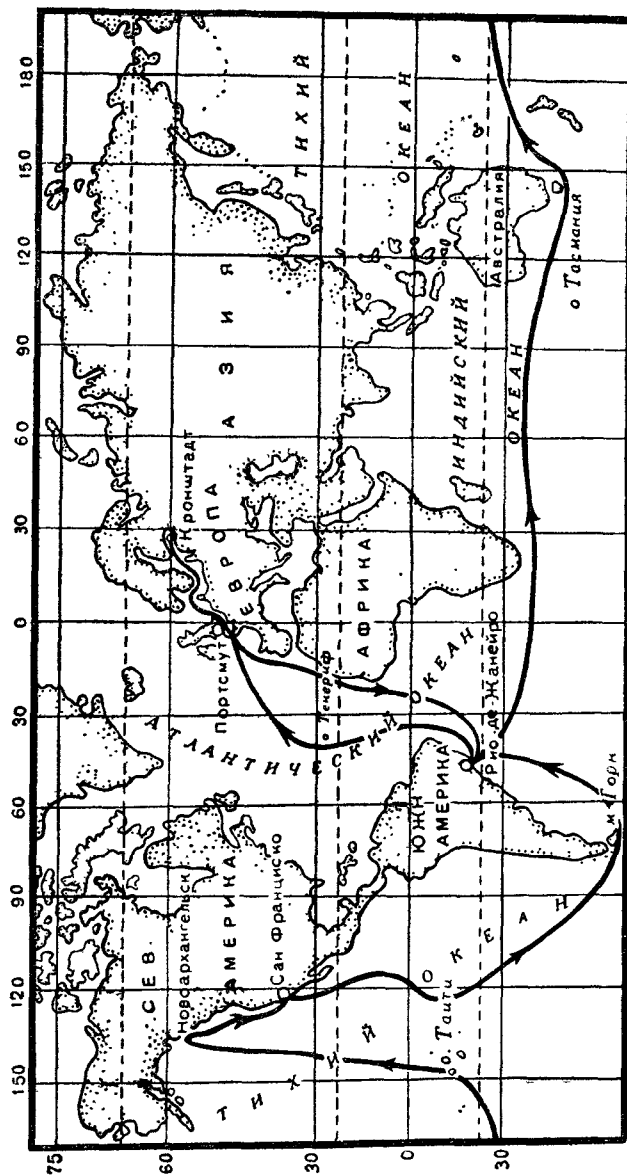 150
120
90
60
30
0
30
60
90
120
150
180
75
60
30
0
30
СЕВ.
АМЕРИКА
Новоархангельск
Сан Франциско
АТЛАНТИЧЕСКИЙ
ОКЕАН
Портсмут
Кронштадт
ЕВРОПА
АЗИЯ
о Тенериф
АФРИКА
ТИХИЙ
ОКЕАН
ТИХИЙ
ОКЕАН
о. Таити
ЮЖН.
АМЕРИКА
Рио де Жанейро
м. Горн
ИНДИЙСКИЙ
ОКЕАН
АВСТРАЛИЯ
о Тасмания